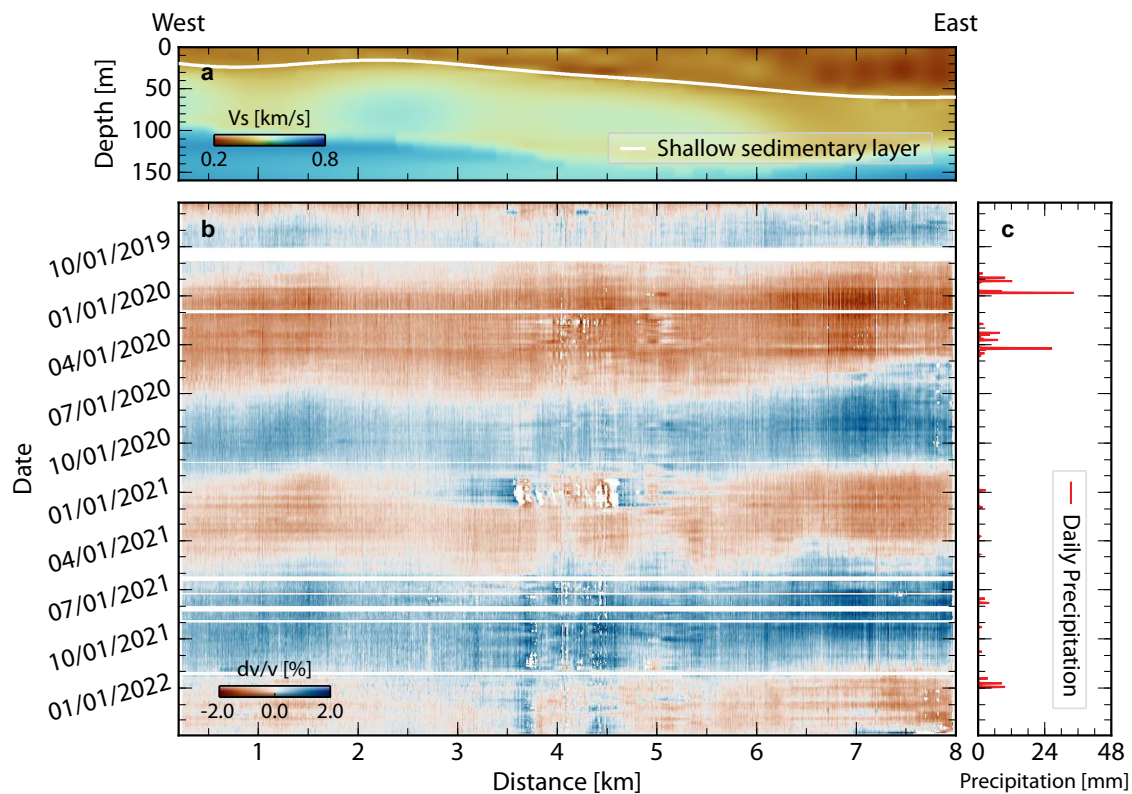 West
East
0
50
100
150
Depth [m]
a
Vs [km/s]
0.2
0.8
Shallow sedimentary layer
b
c
10/01/2019
01/01/2020
04/01/2020
07/01/2020
10/01/2020
01/01/2021
04/01/2021
07/01/2021
10/01/2021
01/01/2022
Date
dv/v [%]
-2.0
0.0
2.0
Daily Precipitation
1
2
3
4
5
6
7
8
0
24
48
Distance [km]
Precipitation [mm]